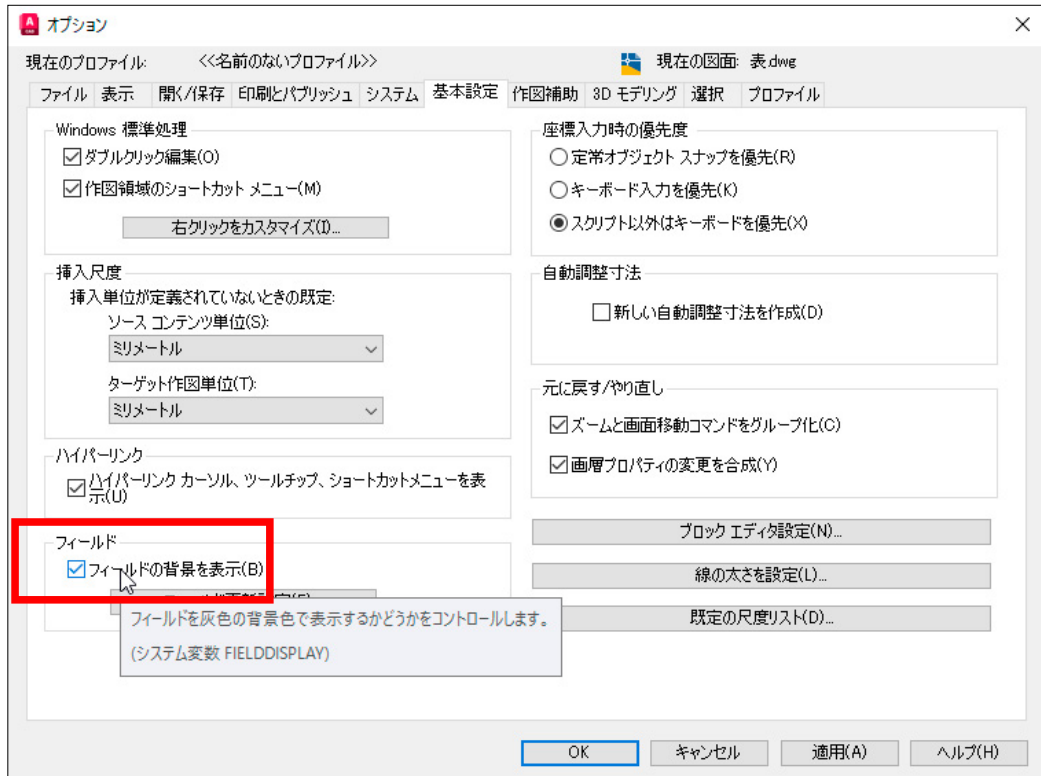 オプション
現在のプロファイル: <<名前のないプロファイル>> 現在の図面: 表.dwg
ファイル 表示 開く/保存 印刷とパブリッシュ システム 基本設定 作図補助 3D モデリング 選択 プロファイル
Windows 標準処理
ダブルクリック編集(O)
作図領域のショートカット メニュー(M)
右クリックをカスタマイズ(I)...
挿入尺度
挿入単位が定義されていないときの既定:
ソース コンテンツ単位(S):
ミリメートル
ターゲット作図単位(T):
ミリメートル
ハイパーリンク
ハイパーリンク カーソル、ツールチップ、ショートカットメニューを表
示(U)
フィールド
フィールドの背景を表示(B)
フィールドを灰色の背景色で表示するかどうかをコントロールします。
(システム変数 FIELDDISPLAY)
座標入力時の優先度
定常オブジェクト スナップを優先(R)
キーボード入力を優先(K)
スクリプト以外はキーボードを優先(X)
自動調整寸法
新しい自動調整寸法を作成(D)
元に戻す/やり直し
ズームと画面移動コマンドをグループ化(C)
画層プロパティの変更を合成(Y)
ブロック エディタ設定(N)...
線の太さを設定(L)...
既定の尺度リスト(D)...
OK キャンセル 適用(A) ヘルプ(H)